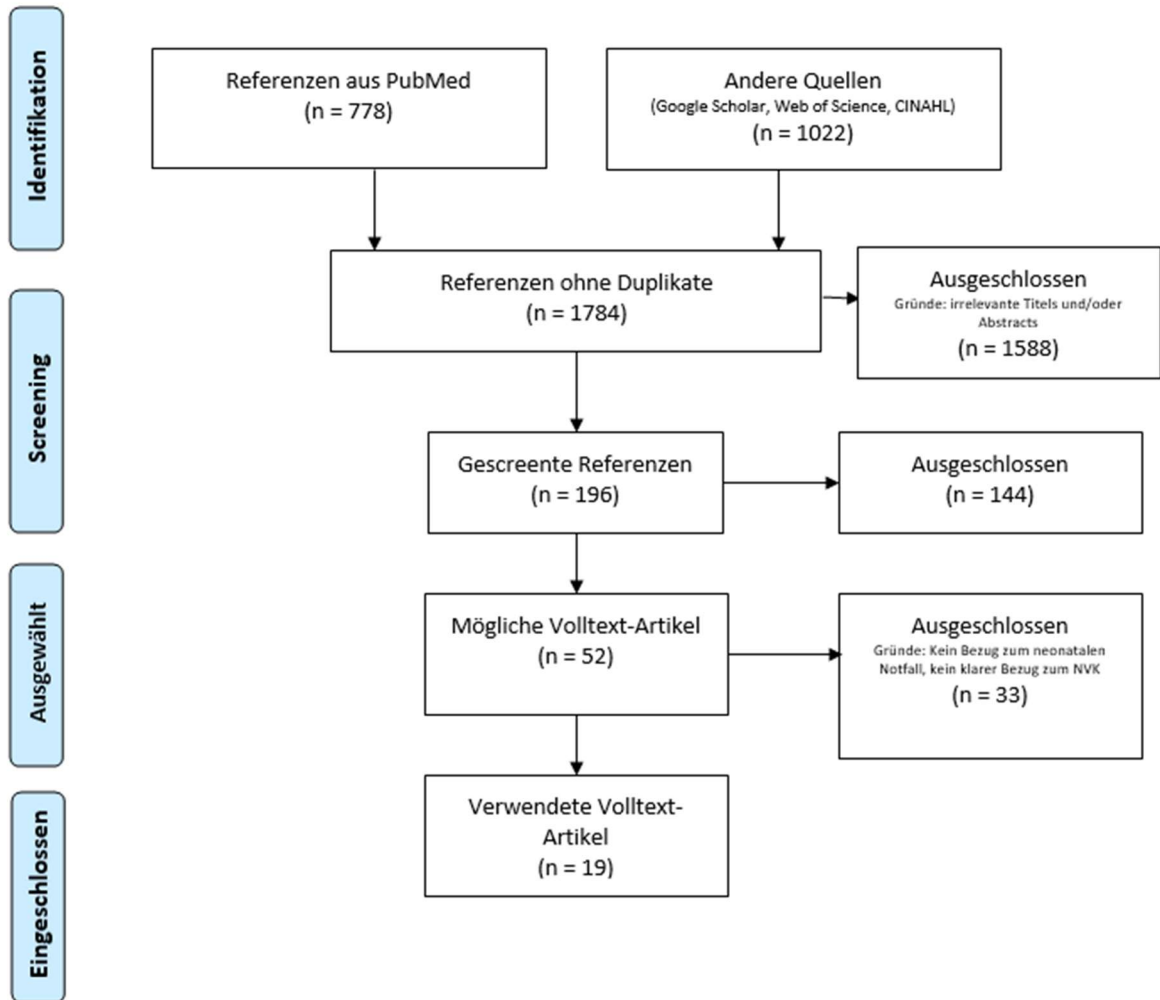 Identifikation
Referenzen aus PubMed
(n = 778)
Andere Quellen
(Google Scholar, Web of Science, CINAHL)
(n = 1022)
Screening
Referenzen ohne Duplikate
(n = 1784)
Ausgeschlossen
Gründe: irrelevante Titels und/oder
Abstracts
(n = 1588)
Gescreente Referenzen
(n = 196)
Ausgeschlossen
(n = 144)
Ausgewählt
Mögliche Volltext-Artikel
(n = 52)
Ausgeschlossen
Gründe: Kein Bezug zum neonatalen
Notfall, kein klarer Bezug zum NVK
(n = 33)
Eingeschlossen
Verwendete Volltext-
Artikel
(n = 19)